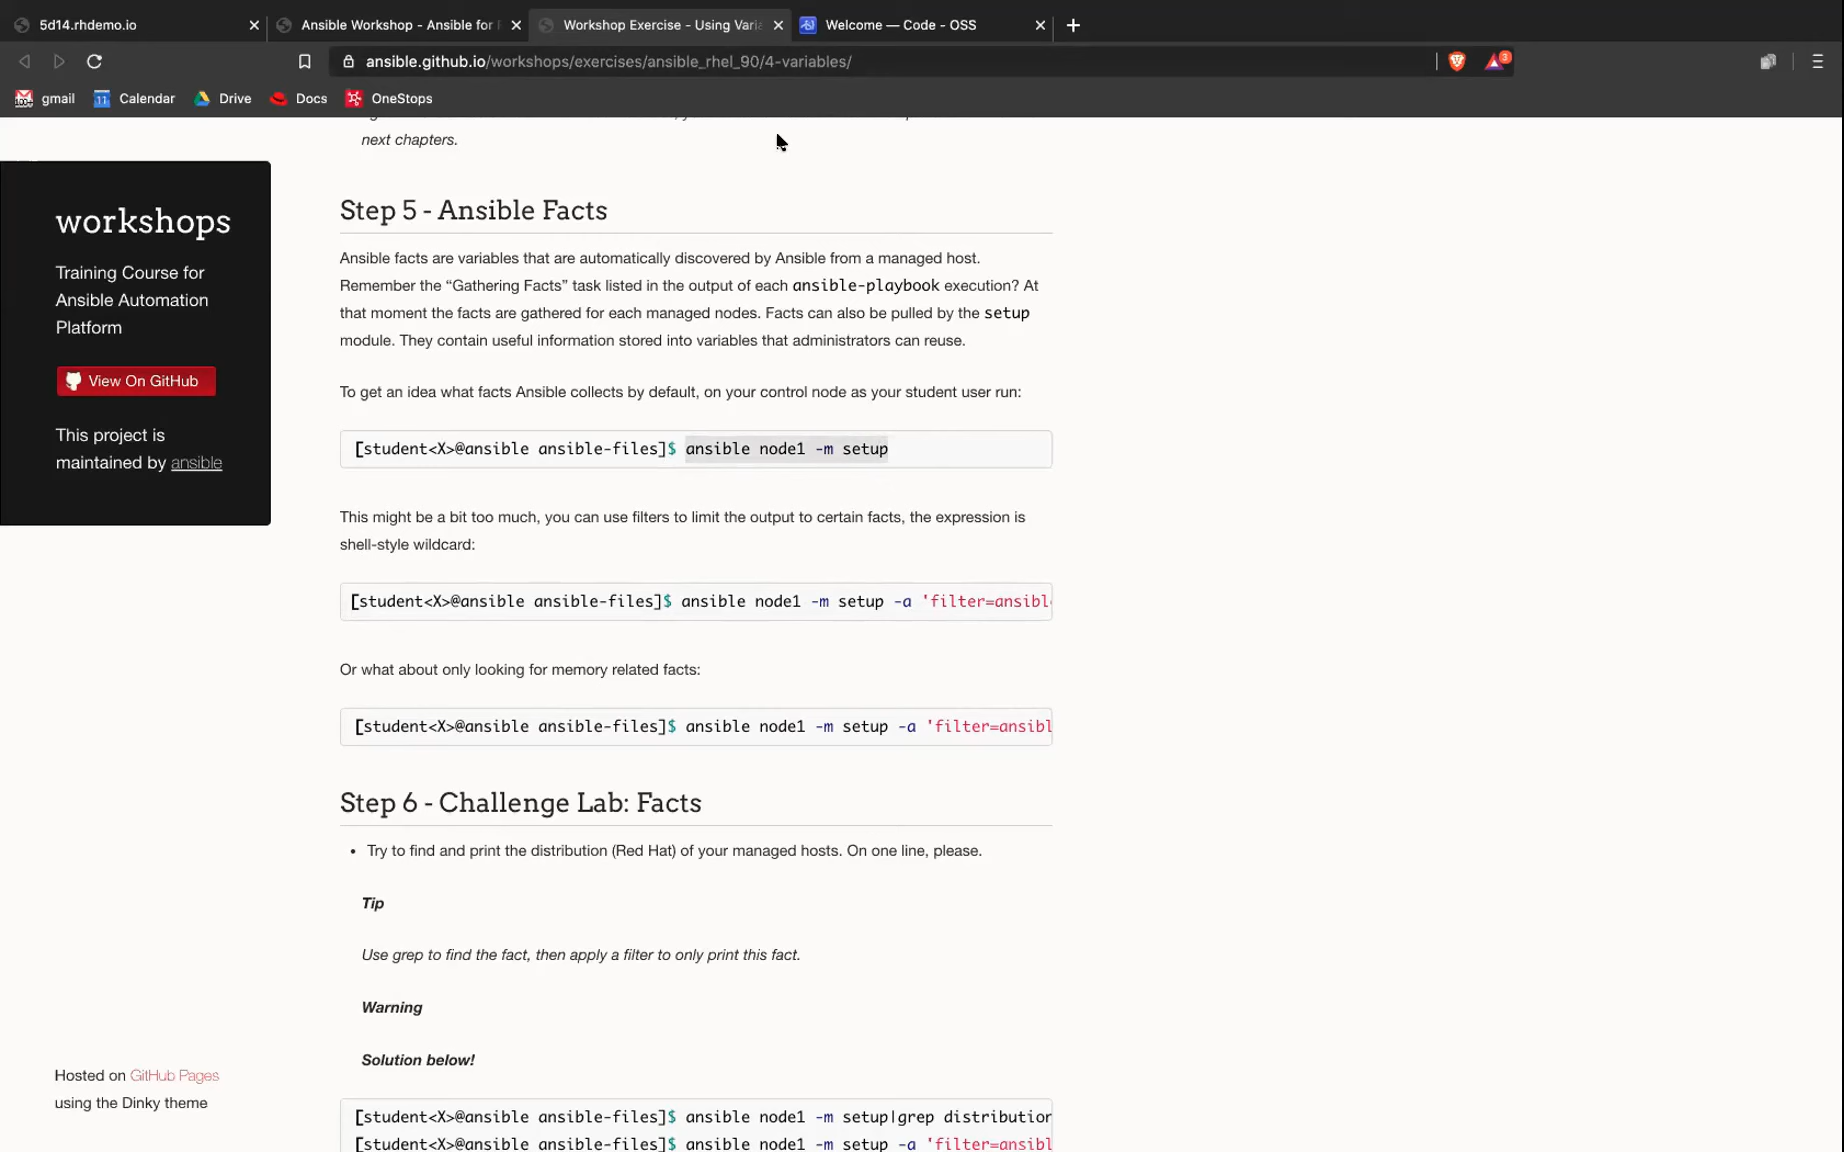 5d14.rhdemo.io
Ansible Workshop - Ansible for
Workshop Exercise - Using Varia
Welcome — Code - OSS
ansible.github.io/workshops/exercises/ansible_rhel_90/4-variables/
3
gmail
Calendar
Drive
Docs
OneStops
next chapters.
workshops
Training Course for
Ansible Automation
Platform
View On GitHub
This project is
maintained by ansible
Step 5 - Ansible Facts
Ansible facts are variables that are automatically discovered by Ansible from a managed host.
Remember the “Gathering Facts” task listed in the output of each ansible-playbook execution? At
that moment the facts are gathered for each managed nodes. Facts can also be pulled by the setup
module. They contain useful information stored into variables that administrators can reuse.
To get an idea what facts Ansible collects by default, on your control node as your student user run:
[student<X>@ansible ansible-files]$ ansible node1 -m setup
This might be a bit too much, you can use filters to limit the output to certain facts, the expression is
shell-style wildcard:
[student<X>@ansible ansible-files]$ ansible node1 -m setup -a 'filter=ansibl
Or what about only looking for memory related facts:
[student<X>@ansible ansible-files]$ ansible node1 -m setup -a 'filter=ansibl
Step 6 - Challenge Lab: Facts
• Try to find and print the distribution (Red Hat) of your managed hosts. On one line, please.
Tip
Use grep to find the fact, then apply a filter to only print this fact.
Warning
Solution below!
[student<X>@ansible ansible-files]$ ansible node1 -m setup|grep distribution
[student<X>@ansible ansible-files]$ ansible node1 -m setup -a 'filter=ansibl
Hosted on GitHub Pages
using the Dinky theme